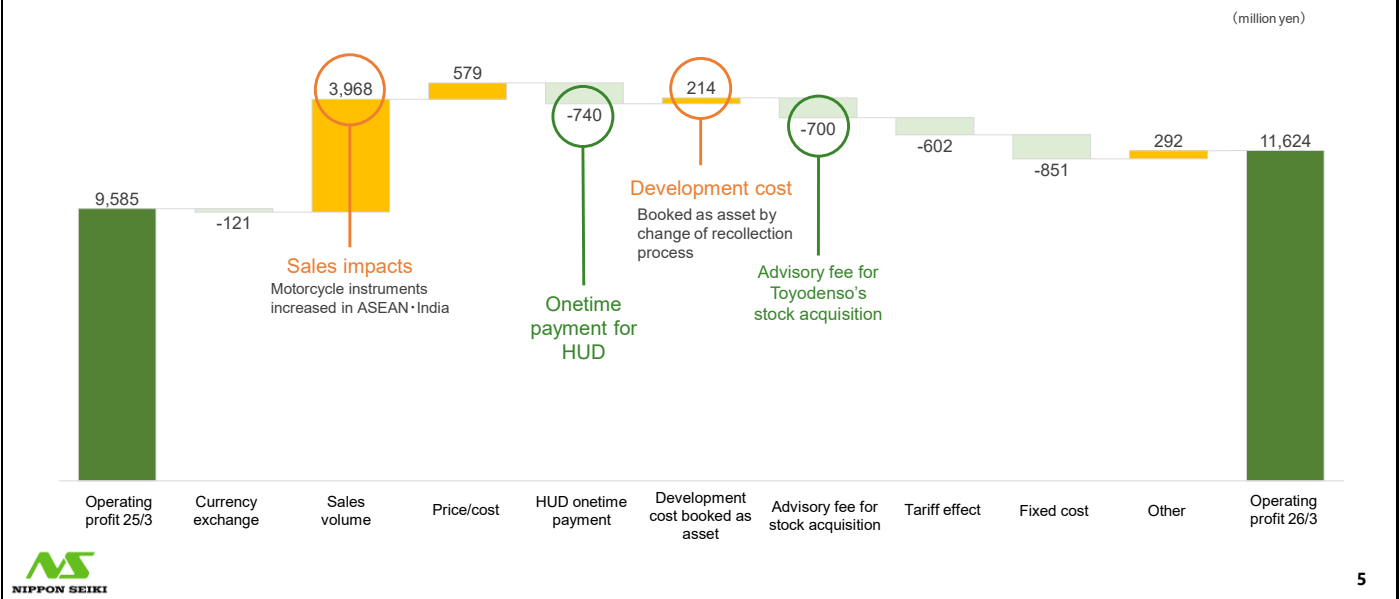 （million yen）
3,968
579
-740
214
-700
-602
-851
292
11,624
9,585
-121
Sales impacts
Motorcycle instruments
increased in ASEAN・India
Onetime
payment for
HUD
Development cost
Booked as asset by
change of recollection
process
Advisory fee for
Toyodenso’s
stock acquisition
Operating
profit 25/3
Currency
exchange
Sales
volume
Price/cost
HUD onetime
payment
Development
cost booked as
asset
Advisory fee for
stock acquisition
Tariff effect
Fixed cost
Other
Operating
profit 26/3
NS
NIPPON SEIKI
5